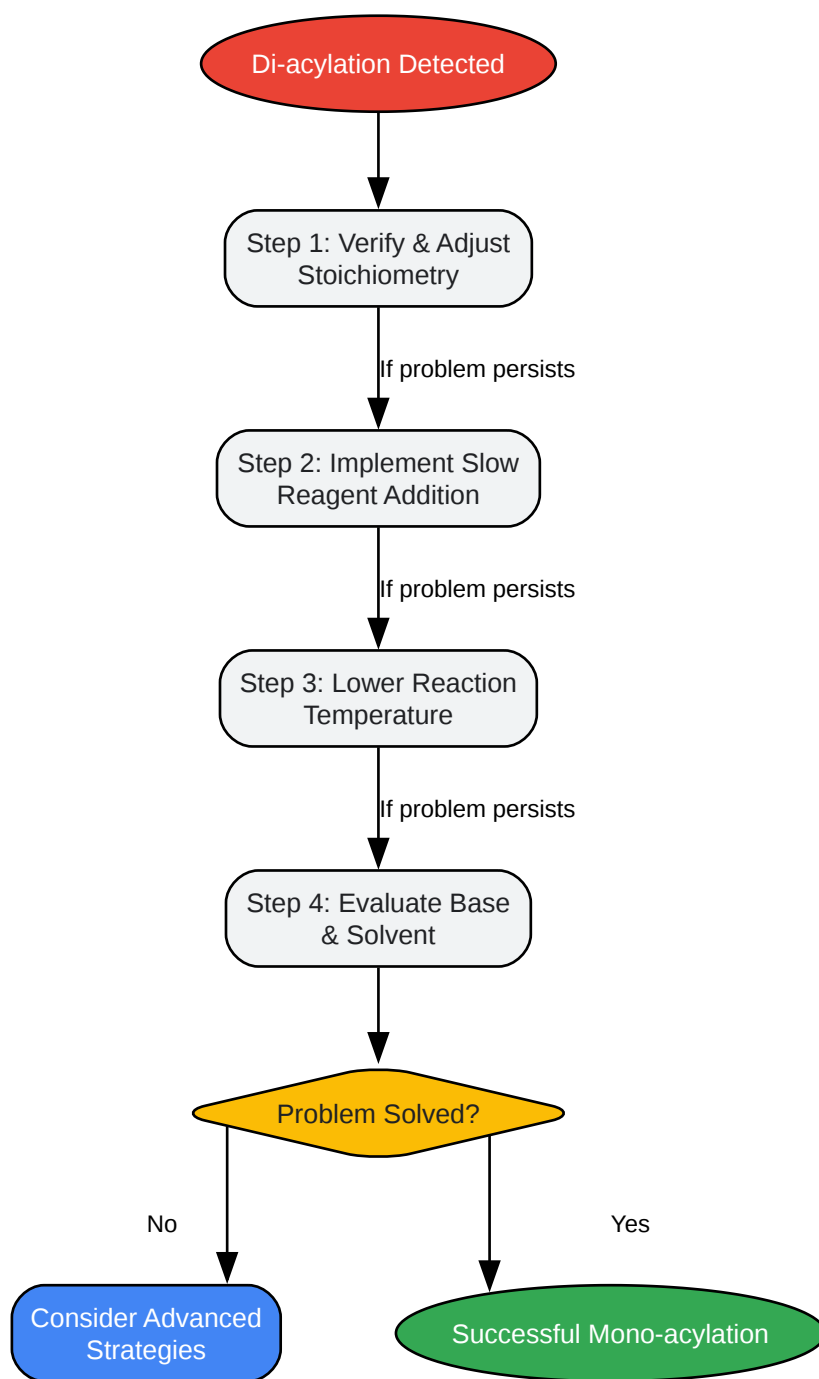 Di-acylation Detected
Step 1: Verify & Adjust
Stoichiometry
If problem persists
Step 2: Implement Slow
Reagent Addition
If problem persists
Step 3: Lower Reaction
Temperature
If problem persists
Step 4: Evaluate Base
& Solvent
Problem Solved?
No
Yes
Consider Advanced
Strategies
Successful Mono-acylation